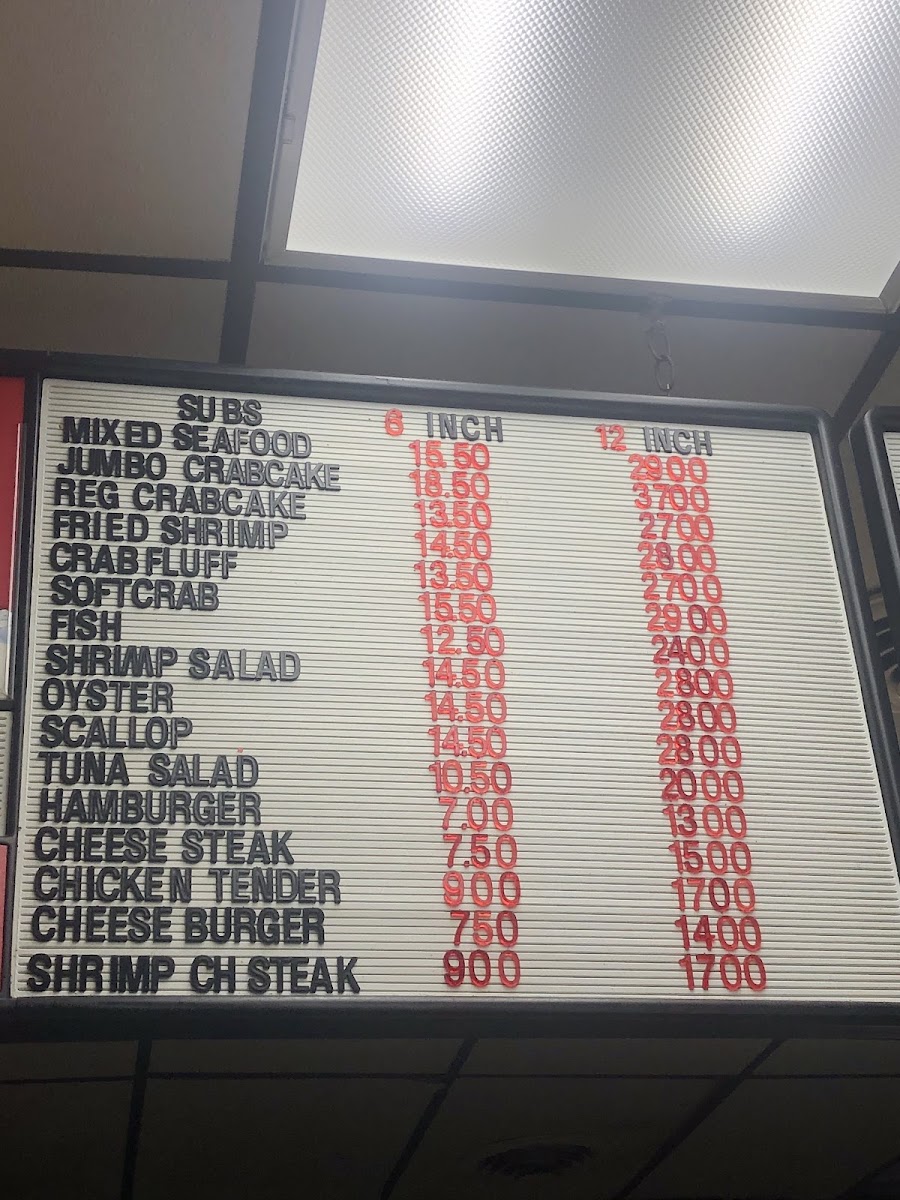 SUBS 6 INCH 12 INCH
MIXED SEAFOOD 15.50 2900
JUMBO CRABCAKE 18.50 3700
REG CRABCAKE 13.50 2700
FRIED SHRIMP 14.50 2800
CRAB FLUFF 13.50 2700
SOFTCRAB 15.50 2900
FISH 12.50 2400
SHRIMP SALAD 14.50 2800
OYSTER 14.50 2800
SCALLOP 14.50 2800
TUNA SALAD 10.50 2000
HAMBURGER 7.00 1300
CHEESE STEAK 7.50 1500
CHICKEN TENDER 900 1700
CHEESE BURGER 750 1400
SHRIMP CH STEAK 900 1700